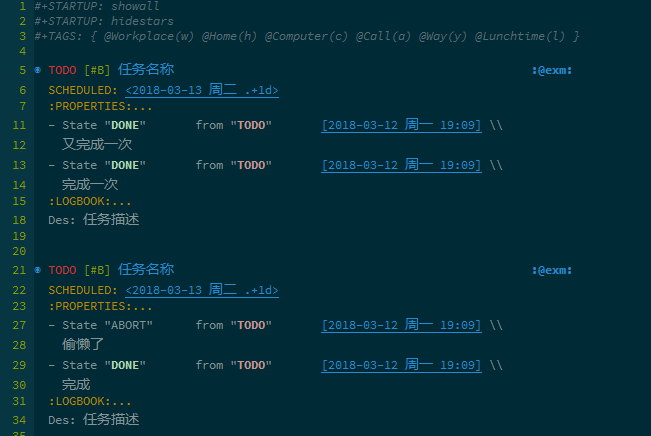 1 #+STARTUP: showall
2 #+STARTUP: hidestars
3 #+TAGS: { @Workplace(w) @Home(h) @Computer(c) @Call(a) @Way(y) @Lunchtime(l) }
4
5 TODO [#B] 任务名称 :@exm:
6 SCHEDULED: <2018-03-13 周二 .+1d>
7 :PROPERTIES:...
11 - State "DONE" from "TODO" [2018-03-12 周一 19:09] \\
12 又完成一次
13 - State "DONE" from "TODO" [2018-03-12 周一 19:09] \\
14 完成一次
15 :LOGBOOK:...
18 Des: 任务描述
19
20
21 TODO [#B] 任务名称 :@exm:
22 SCHEDULED: <2018-03-13 周二 .+1d>
23 :PROPERTIES:...
27 - State "ABORT" from "TODO" [2018-03-12 周一 19:09] \\
28 偷懒了
29 - State "DONE" from "TODO" [2018-03-12 周一 19:09] \\
30 完成
31 :LOGBOOK:...
34 Des: 任务描述
35